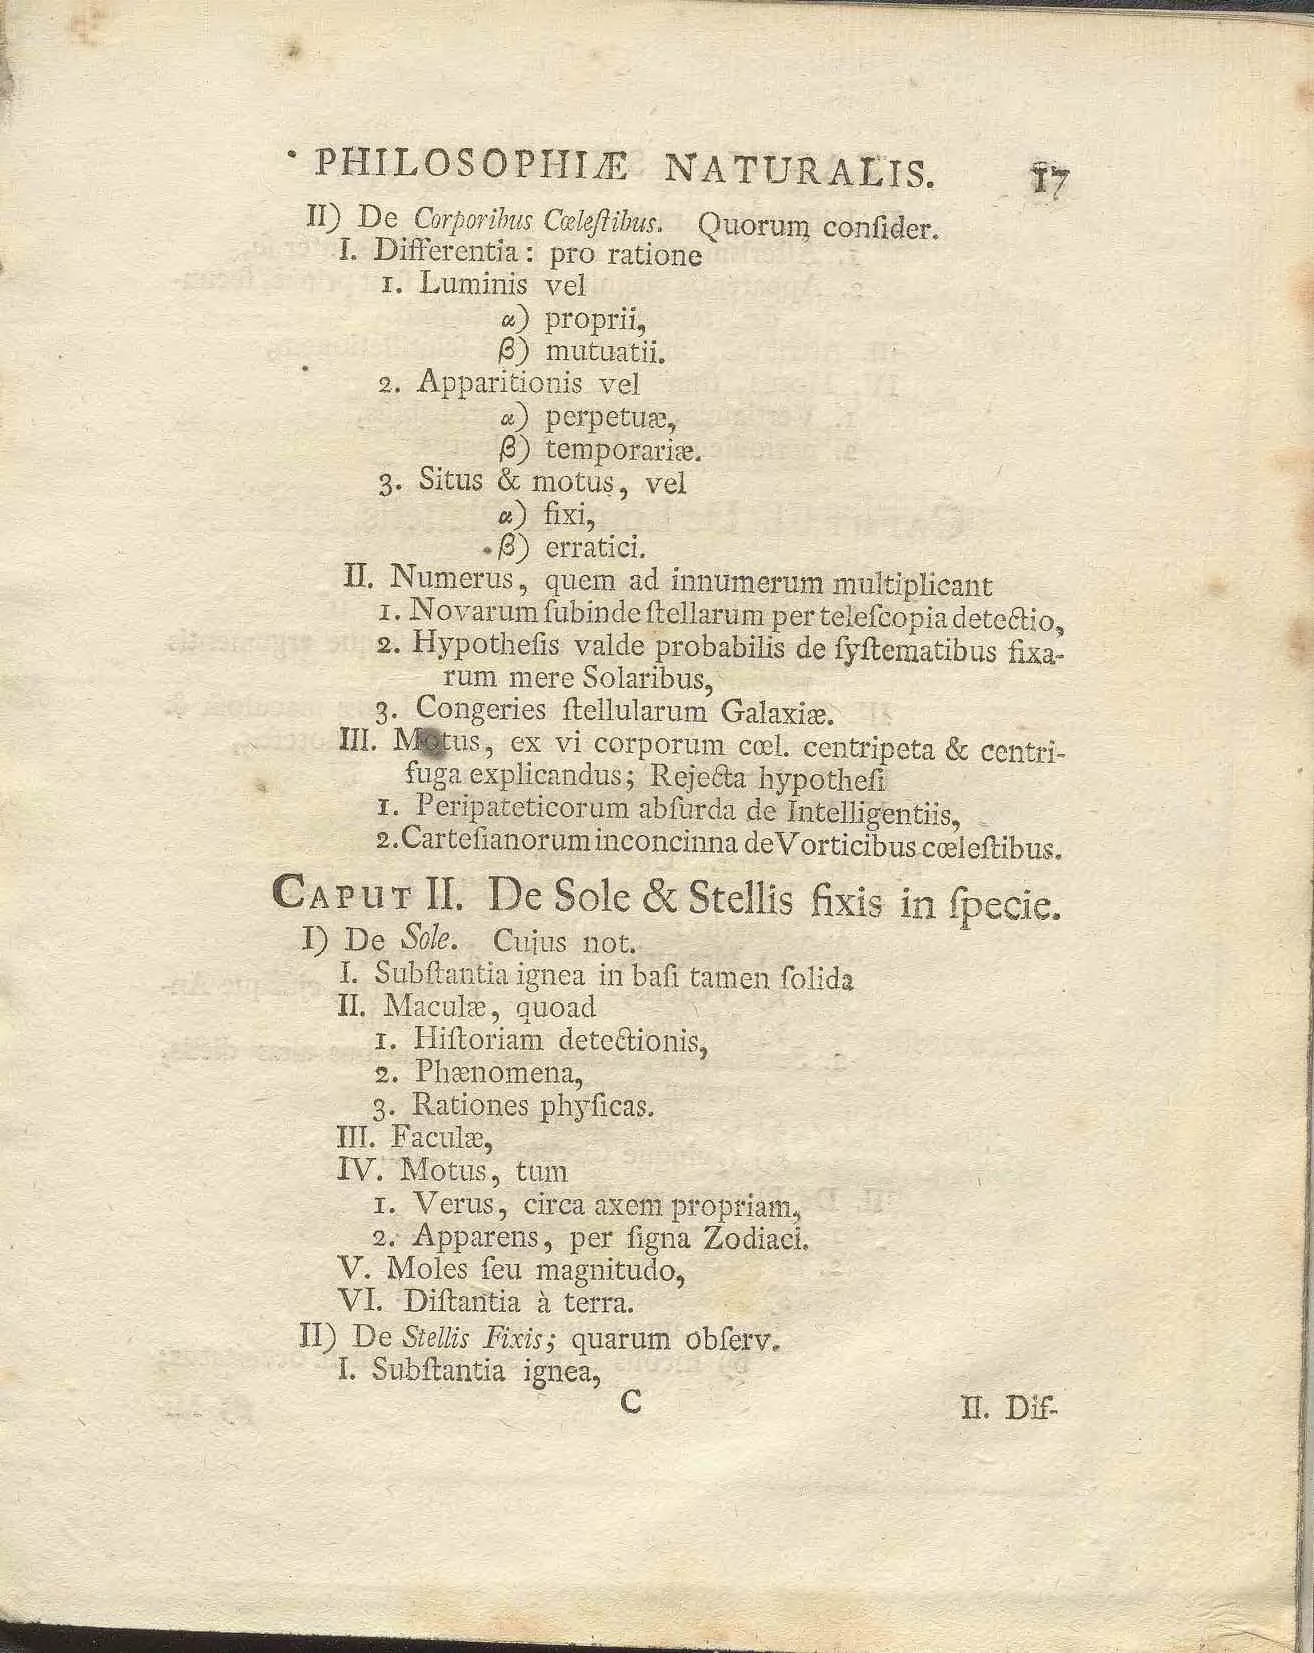 PHILOSOPHIÆ NATURALIS. 17
II) De Corporibus Cœleſtibus. Quorum conſider.
I. Differentia: pro ratione
1. Luminis vel
α) proprii,
β) mutuatii.
2. Apparitionis vel
α) perpetuæ,
β) temporariæ.
3. Situs & motus, vel
α) fixi,
β) erratici.
II. Numerus, quem ad innumerum multiplicant
1. Novarum ſubinde ſtellarum per teleſcopia detectio,
2. Hypotheſis valde probabilis de ſyſtematibus fixa-
rum mere Solaribus,
3. Congeries ſtellularum Galaxiæ.
III. Motus, ex vi corporum cœl. centripeta & centri-
fuga explicandus; Rejecta hypotheſi
1. Peripateticorum abſurda de Intelligentiis,
2. Carteſianorum inconcinna de Vorticibus cœleſtibus.
CAPUT II. De Sole & Stellis fixis in ſpecie.
I) De Sole. Cujus not.
I. Subſtantia ignea in baſi tamen ſolida
II. Maculæ, quoad
1. Hiſtoriam detectionis,
2. Phænomena,
3. Rationes phyſicas.
III. Faculæ,
IV. Motus, tum
1. Verus, circa axem propriam,
2. Apparens, per ſigna Zodiaci.
V. Moles ſeu magnitudo,
VI. Diſtantia à terra.
II) De Stellis Fixis; quarum obſerv.
I. Subſtantia ignea,
C II. Dif-